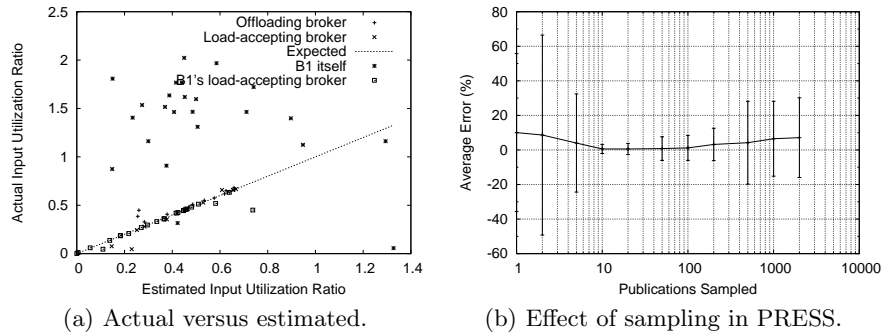 Actual Input Utilization Ratio
2.5
2
1.5
1
0.5
0
0 0.2 0.4 0.6 0.8 1 1.2 1.4
Estimated Input Utilization Ratio
Offloading broker
Load-accepting broker
Expected
B1 itself
B1's load-accepting broker
(a) Actual versus estimated.
Average Error (%)
80
60
40
20
0
-20
-40
-60
1 10 100 1000 10000
Publications Sampled
(b) Effect of sampling in PRESS.